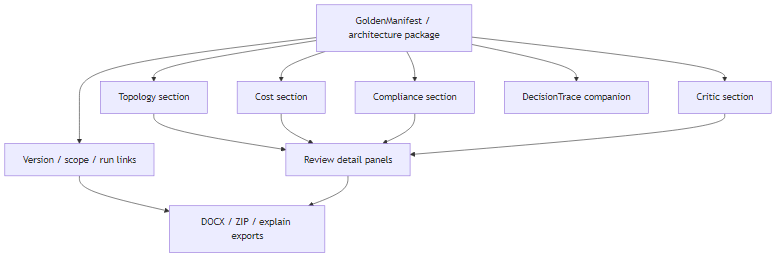 GoldenManifest /
architecture package
Topology section
Cost section
Compliance section
DecisionTrace companion
Critic section
Version / scope / run links
Review detail panels
DOCX / ZIP / explain
exports